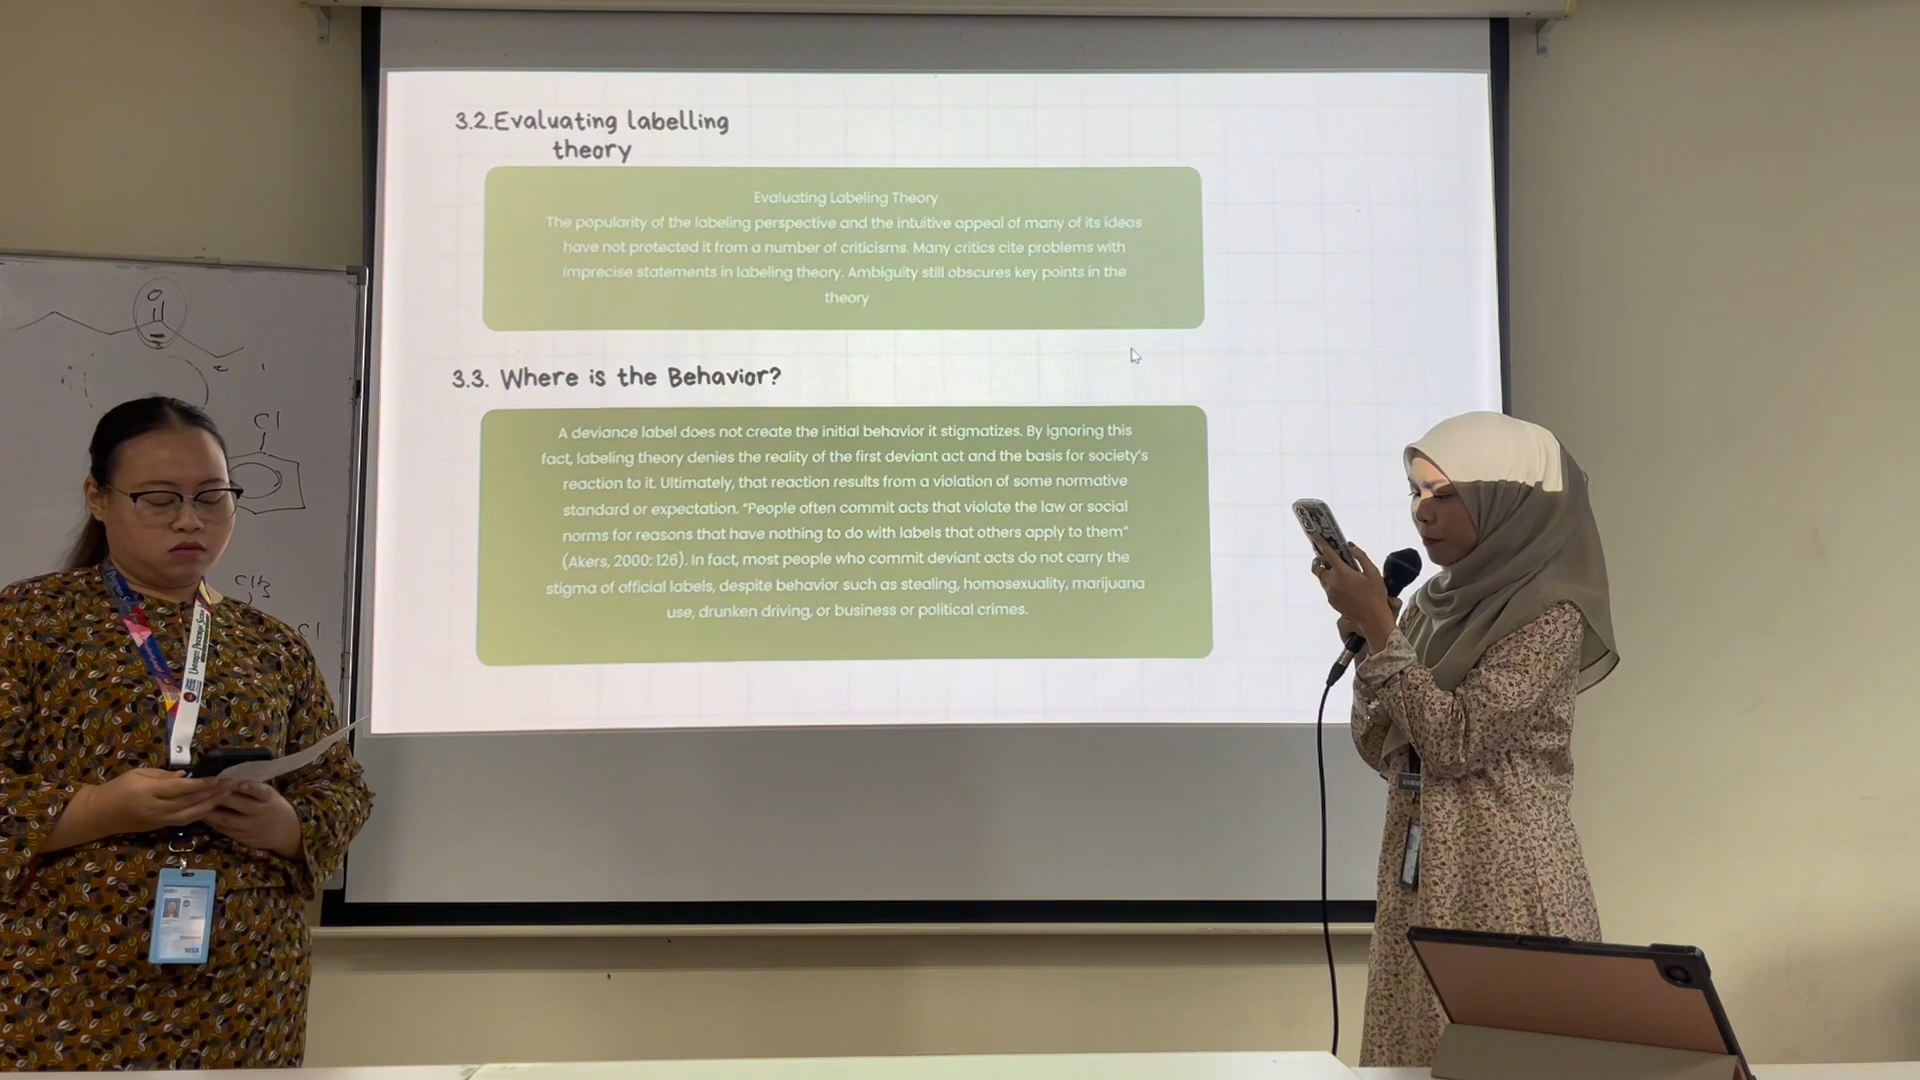 3.2.Evaluating labelling
theory
Evaluating Labeling Theory
The popularity of the labeling perspective and the intuitive appeal of many of its ideas
have not protected it from a number of criticisms. Many critics cite problems with
imprecise statements in labeling theory. Ambiguity still obscures key points in the
theory
3.3. Where is the Behavior?
A deviance label does not create the initial behavior it stigmatizes. By ignoring this
fact, labeling theory denies the reality of the first deviant act and the basis for society's
reaction to it. Ultimately, that reaction results from a violation of some normative
standard or expectation. "People often commit acts that violate the law or social
norms for reasons that have nothing to do with labels that others apply to them"
(Akers, 2000: 126). In fact, most people who commit deviant acts do not carry the
stigma of official labels, despite behavior such as stealing, homosexuality, marijuana
use, drunken driving, or business or political crimes.
O
Cl
CH3
Cl
VISA